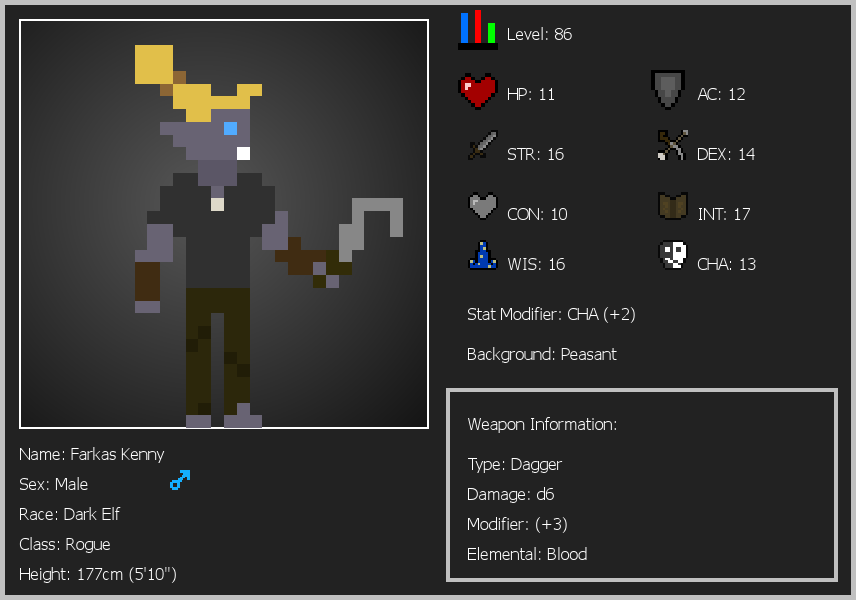 Level: 86
HP: 11
AC: 12
STR: 16
DEX: 14
CON: 10
INT: 17
WIS: 16
CHA: 13
Stat Modifier: CHA (+2)
Background: Peasant
Weapon Information:
Type: Dagger
Damage: d6
Modifier: (+3)
Elemental: Blood
Name: Farkas Kenny
Sex: Male
Race: Dark Elf
Class: Rogue
Height: 177cm (5'10")